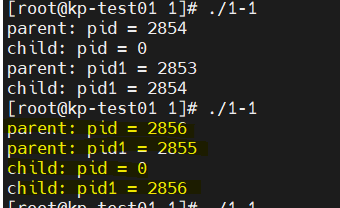 [root@kp-test01 1]# ./1-1
parent: pid = 2854
child: pid = 0
parent: pid1 = 2853
child: pid1 = 2854
[root@kp-test01 1]# ./1-1
parent: pid = 2856
parent: pid1 = 2855
child: pid = 0
child: pid1 = 2856
[root@kp-test01 1]# ./1-1